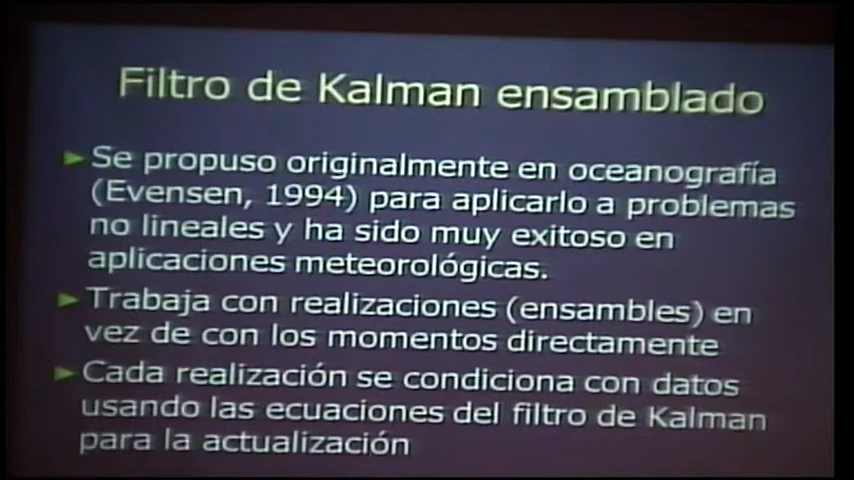 Filtro de Kalman ensamblado
Se propuso originalmente en oceanografía
(Evensen, 1994) para aplicarlo a problemas
no lineales y ha sido muy exitoso en
aplicaciones meteorológicas.
Trabaja con realizaciones (ensambles) en
vez de con los momentos directamente
Cada realización se condiciona con datos
usando las ecuaciones del filtro de Kalman
para la actualización